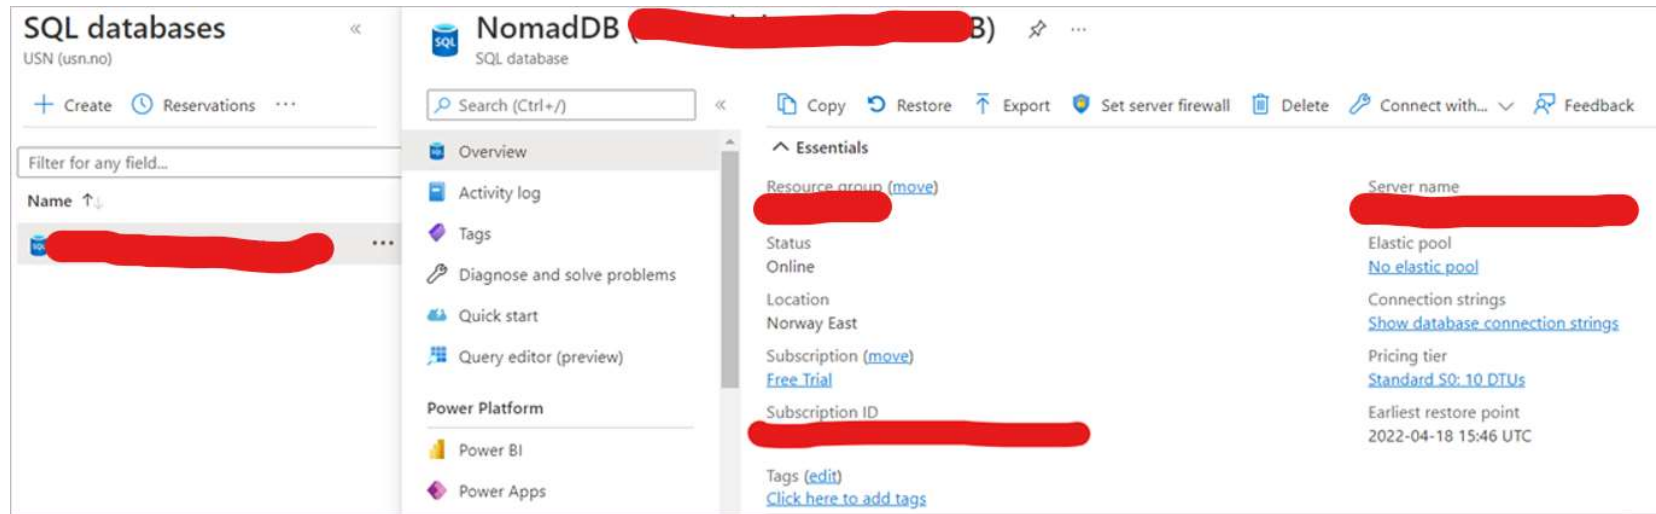 SQL databases
USN (usn.no)
Create Reservations ...
Filter for any field...
Name
NomadDB ( B)
SQL database
Search (Ctrl+/)
Overview
Activity log
Tags
Diagnose and solve problems
Quick start
Query editor (preview)
Power Platform
Power BI
Power Apps
Copy Restore Export Set server firewall Delete Connect with... Feedback
Essentials
Resource group (move)
Status
Online
Location
Norway East
Subscription (move)
Free Trial
Subscription ID
Tags (edit)
Click here to add tags
Server name
Elastic pool
No elastic pool
Connection strings
Show database connection strings
Pricing tier
Standard S0: 10 DTUs
Earliest restore point
2022-04-18 15:46 UTC